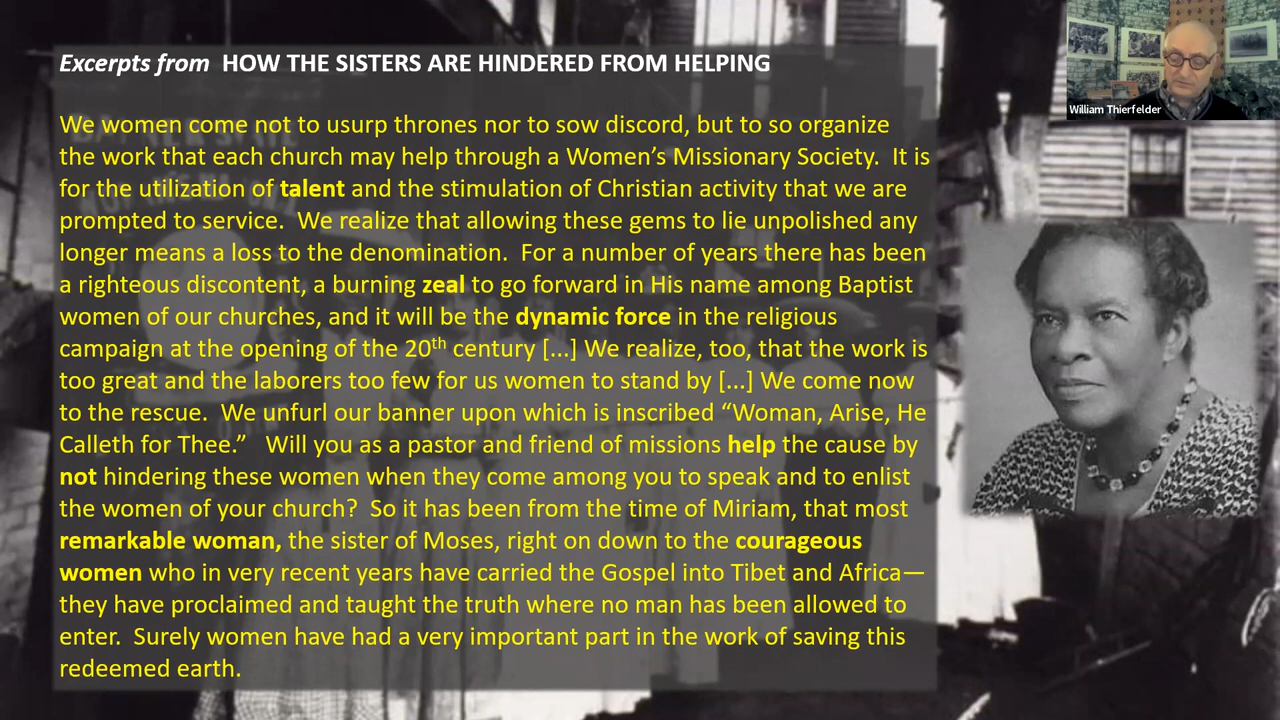 Excerpts from HOW THE SISTERS ARE HINDERED FROM HELPING
We women come not to usurp thrones nor to sow discord, but to so organize
the work that each church may help through a Women’s Missionary Society. It is
for the utilization of talent and the stimulation of Christian activity that we are
prompted to service. We realize that allowing these gems to lie unpolished any
longer means a loss to the denomination. For a number of years there has been
a righteous discontent, a burning zeal to go forward in His name among Baptist
women of our churches, and it will be the dynamic force in the religious
campaign at the opening of the 20th century [...] We realize, too, that the work is
too great and the laborers too few for us women to stand by [...] We come now
to the rescue. We unfurl our banner upon which is inscribed “Woman, Arise, He
Calleth for Thee.” Will you as a pastor and friend of missions help the cause by
not hindering these women when they come among you to speak and to enlist
the women of your church? So it has been from the time of Miriam, that most
remarkable woman, the sister of Moses, right on down to the courageous
women who in very recent years have carried the Gospel into Tibet and Africa—
they have proclaimed and taught the truth where no man has been allowed to
enter. Surely women have had a very important part in the work of saving this
redeemed earth.
William Thierfelder